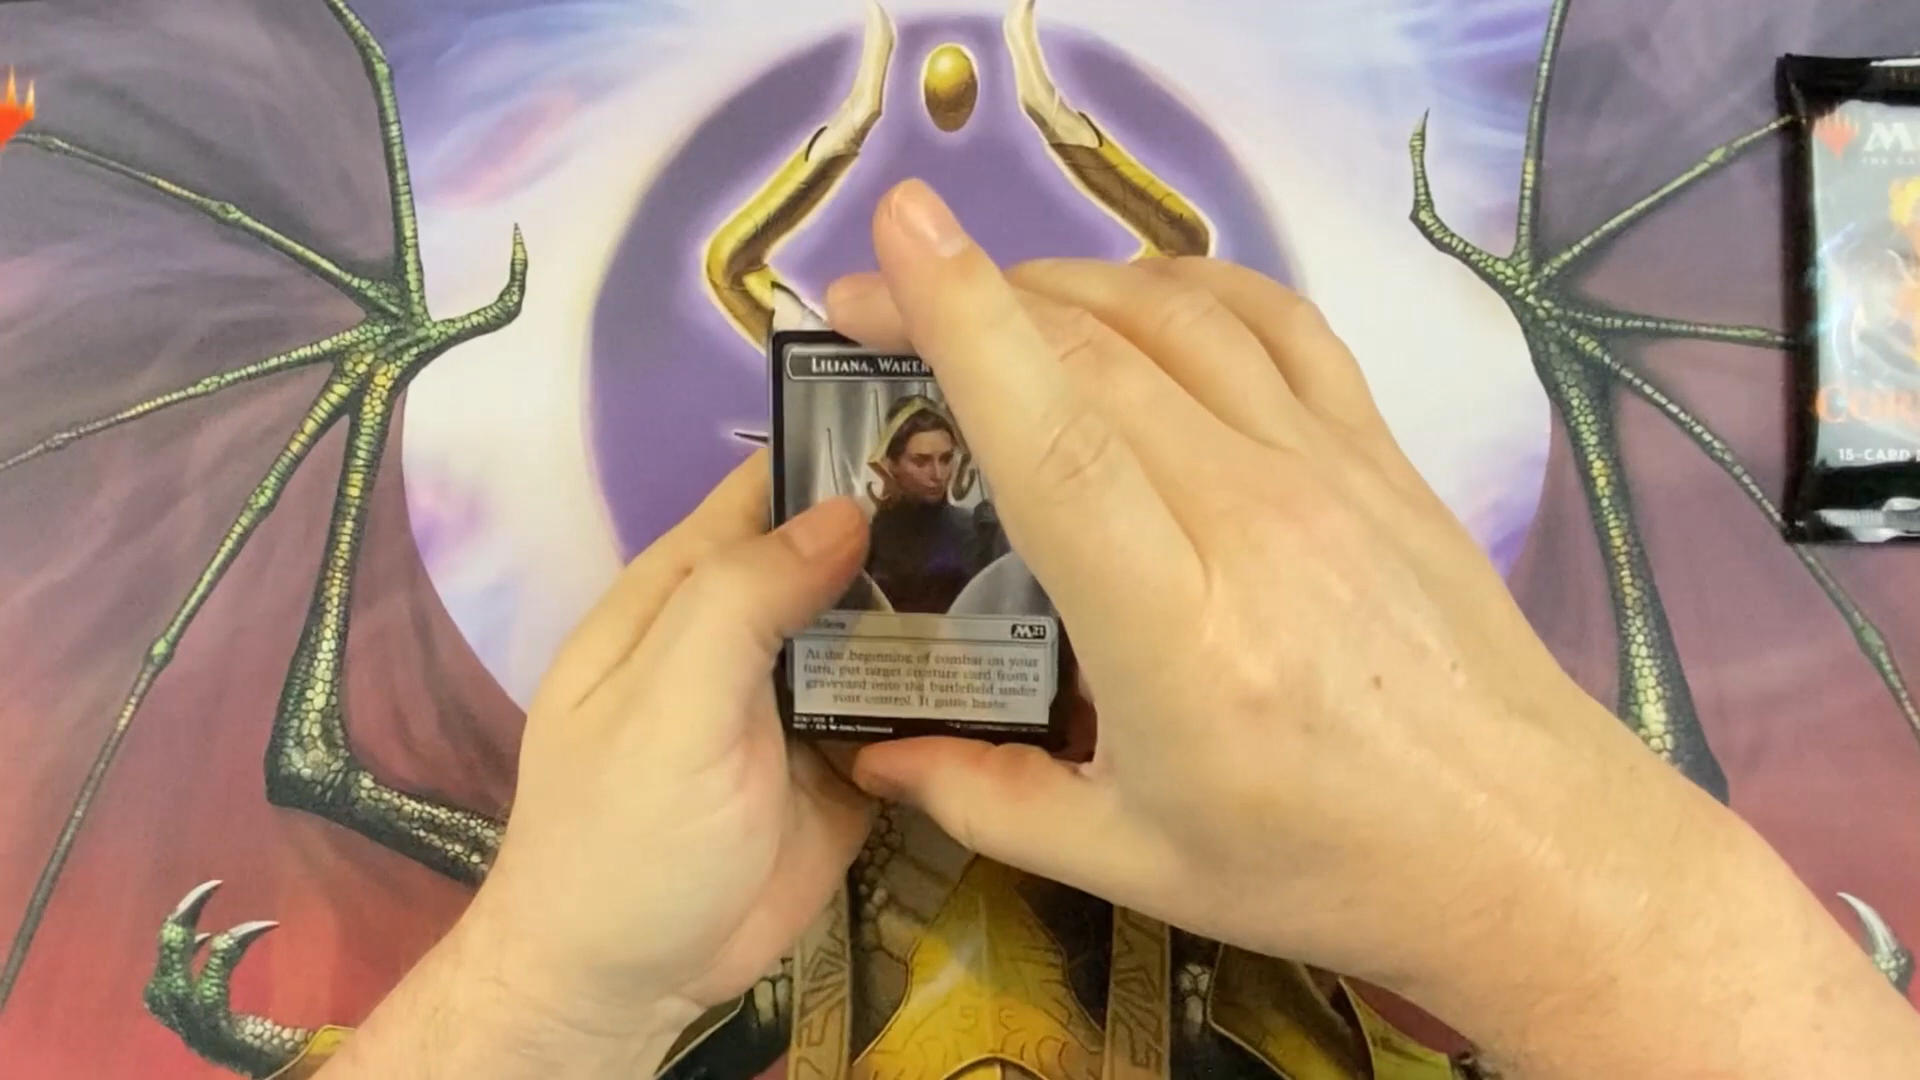 LILIANA, WAKER
M21
At the beginning of combat on your
turn, put target creature card from a
graveyard onto the battlefield under
your control. It gains haste.
M
COR
15-CARD